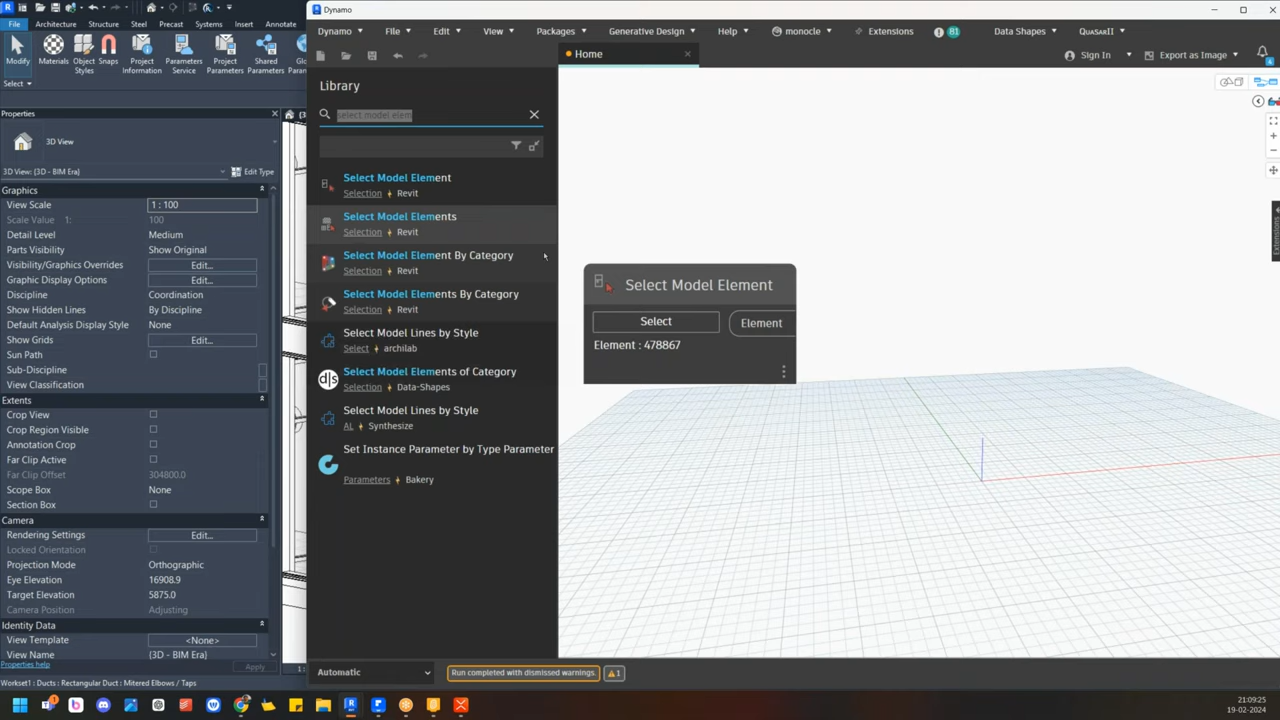 Dynamo
File
Architecture
Structure
Steel
Precast
Systems
Insert
Annotate
Dynamo
File
Edit
View
Packages
Generative Design
Help
monocle
Extensions
81
Data Shapes
QuasarII
Modify
Materials
Object Styles
Snaps
Project Information
Parameters Service
Project Parameters
Shared Parameters
Select
Home
Sign In
Export as Image
Library
select model elem
Properties
3D View
3D View: {3D - BIM Era}
Edit Type
Graphics
View Scale
1 : 100
Scale Value 1:
100
Detail Level
Medium
Parts Visibility
Show Original
Visibility/Graphics Overrides
Edit...
Graphic Display Options
Edit...
Discipline
Coordination
Show Hidden Lines
By Discipline
Default Analysis Display Style
None
Show Grids
Edit...
Sun Path
Sub-Discipline
View Classification
Extents
Crop View
Crop Region Visible
Annotation Crop
Far Clip Active
Far Clip Offset
304800.0
Scope Box
None
Section Box
Camera
Rendering Settings
Edit...
Locked Orientation
Projection Mode
Orthographic
Eye Elevation
16908.9
Target Elevation
5875.0
Camera Position
Adjusting
Identity Data
View Template
<None>
View Name
{3D - BIM Era}
Properties help
Apply
Select Model Element
Selection
Revit
Select Model Elements
Selection
Revit
Select Model Element By Category
Selection
Revit
Select Model Elements By Category
Selection
Revit
Select Model Lines by Style
Select
archilab
Select Model Elements of Category
Selection
Data-Shapes
Select Model Lines by Style
AL
Synthesize
Set Instance Parameter by Type Parameter
Parameters
Bakery
Select Model Element
Select
Element
Element : 478867
Extensions
Automatic
Run completed with dismissed warnings.
1
Workset1 : Ducts : Rectangular Duct : Mitered Elbows / Taps
21:09:25
19-02-2024